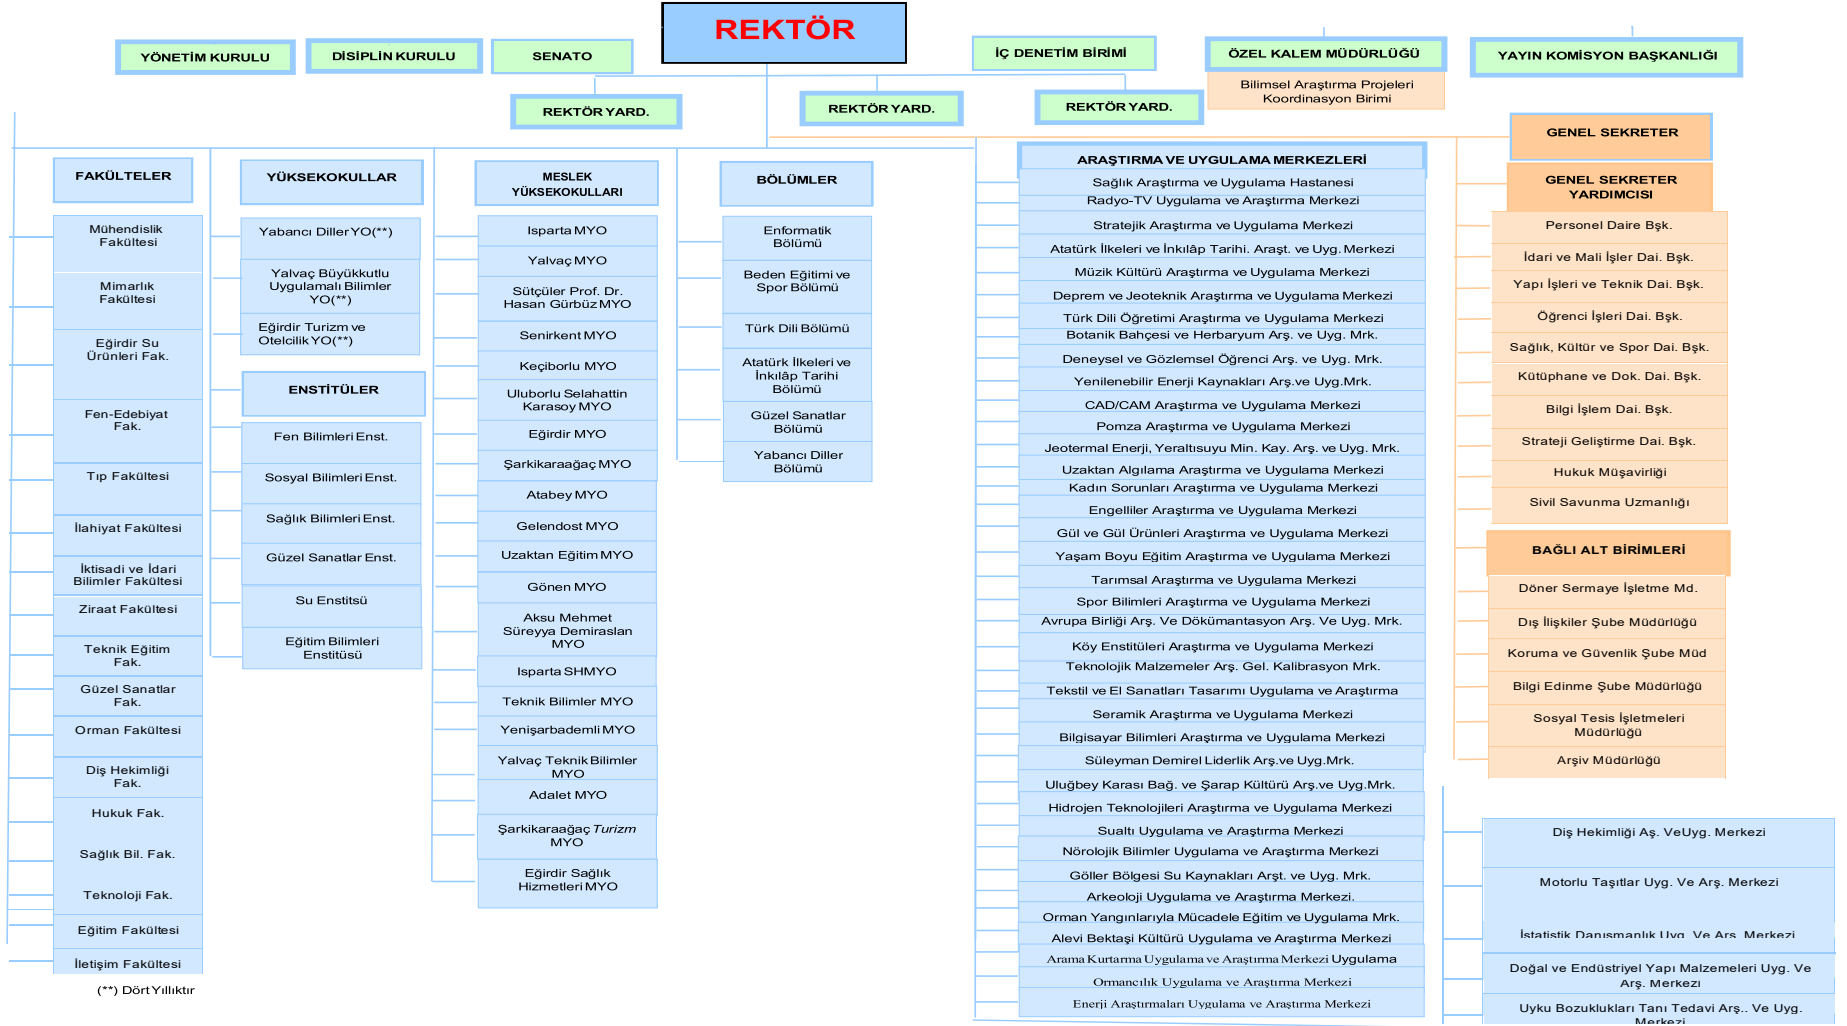 REKTÖR
YÖNETİM KURULU
DİSİPLİN KURULU
SENATO
İÇ DENETİM BİRİMİ
ÖZEL KALEM MÜDÜRLÜĞÜ
Bilimsel Araştırma Projeleri
Koordinasyon Birimi
YAYIN KOMİSYON BAŞKANLIĞI
REKTÖR YARD.
REKTÖR YARD.
REKTÖR YARD.
FAKÜLTELER
Mühendislik
Fakültesi
Mimarlık
Fakültesi
Eğirdir Su
Ürünleri Fak.
Fen-Edebiyat
Fak.
Tıp Fakültesi
İlahiyat Fakültesi
İktisadi ve İdari
Bilimler Fakültesi
Ziraat Fakültesi
Teknik Eğitim
Fak.
Güzel Sanatlar
Fak.
Orman Fakültesi
Diş Hekimliği
Fak.
Hukuk Fak.
Sağlık Bil. Fak.
Teknoloji Fak.
Eğitim Fakültesi
İletişim Fakültesi
(**) Dört Yıllıktır
YÜKSEKOKULLAR
Yabancı Diller YO(**)
Yalvaç Büyükkutlu
Uygulamalı Bilimler
YO(**)
Eğirdir Turizm ve
Otelcilik YO(**)
ENSTİTÜLER
Fen Bilimleri Enst.
Sosyal Bilimleri Enst.
Sağlık Bilimleri Enst.
Güzel Sanatlar Enst.
Su Enstitsü
Eğitim Bilimleri
Enstitüsü
MESLEK
YÜKSEKOKULLARI
Isparta MYO
Yalvaç MYO
Sütçüler Prof. Dr.
Hasan Gürbüz MYO
Senirkent MYO
Keçiborlu MYO
Uluborlu Selahattin
Karasoy MYO
Eğirdir MYO
Şarkikaraağaç MYO
Atabey MYO
Gelendost MYO
Uzaktan Eğitim MYO
Gönen MYO
Aksu Mehmet
Süreyya Demiraslan
MYO
Isparta SHMYO
Teknik Bilimler MYO
Yenişarbademli MYO
Yalvaç Teknik Bilimler
MYO
Adalet MYO
Şarkikaraağaç Turizm
MYO
Eğirdir Sağlık
Hizmetleri MYO
BÖLÜMLER
Enformatik
Bölümü
Beden Eğitimi ve
Spor Bölümü
Türk Dili Bölümü
Atatürk İlkeleri ve
İnkılâp Tarihi
Bölümü
Güzel Sanatlar
Bölümü
Yabancı Diller
Bölümü
ARAŞTIRMA VE UYGULAMA MERKEZLERİ
Sağlık Araştırma ve Uygulama Hastanesi
Radyo-TV Uygulama ve Araştırma Merkezi
Stratejik Araştırma ve Uygulama Merkezi
Atatürk İlkeleri ve İnkılâp Tarihi. Araşt. ve Uyg. Merkezi
Müzik Kültürü Araştırma ve Uygulama Merkezi
Deprem ve Jeoteknik Araştırma ve Uygulama Merkezi
Türk Dili Öğretimi Araştırma ve Uygulama Merkezi
Botanik Bahçesi ve Herbaryum Arş. ve Uyg. Mrk.
Deneysel ve Gözlemsel Öğrenci Arş. ve Uyg. Mrk.
Yenilenebilir Enerji Kaynakları Arş.ve Uyg.Mrk.
CAD/CAM Araştırma ve Uygulama Merkezi
Pomza Araştırma ve Uygulama Merkezi
Jeotermal Enerji, Yeraltısuyu Min. Kay. Arş. ve Uyg. Mrk.
Uzaktan Algılama Araştırma ve Uygulama Merkezi
Kadın Sorunları Araştırma ve Uygulama Merkezi
Engelliler Araştırma ve Uygulama Merkezi
Gül ve Gül Ürünleri Araştırma ve Uygulama Merkezi
Yaşam Boyu Eğitim Araştırma ve Uygulama Merkezi
Tarımsal Araştırma ve Uygulama Merkezi
Spor Bilimleri Araştırma ve Uygulama Merkezi
Avrupa Birliği Arş. Ve Dökümantasyon Arş. Ve Uyg. Mrk.
Köy Enstitüleri Araştırma ve Uygulama Merkezi
Teknolojik Malzemeler Arş. Gel. Kalibrasyon Mrk.
Tekstil ve El Sanatları Tasarımı Uygulama ve Araştırma
Seramik Araştırma ve Uygulama Merkezi
Bilgisayar Bilimleri Araştırma ve Uygulama Merkezi
Süleyman Demirel Liderlik Arş.ve Uyg.Mrk.
Uluğbey Karası Bağ. ve Şarap Kültürü Arş.ve Uyg.Mrk.
Hidrojen Teknolojileri Araştırma ve Uygulama Merkezi
Sualtı Uygulama ve Araştırma Merkezi
Nörolojik Bilimler Uygulama ve Araştırma Merkezi
Göller Bölgesi Su Kaynakları Arşt. ve Uyg. Mrk.
Arkeoloji Uygulama ve Araştırma Merkezi.
Orman Yangınlarıyla Mücadele Eğitim ve Uygulama Mrk.
Alevi Bektaşi Kültürü Uygulama ve Araştırma Merkezi
Arama Kurtarma Uygulama ve Araştırma Merkezi Uygulama
Ormancılık Uygulama ve Araştırma Merkezi
Enerji Araştırmaları Uygulama ve Araştırma Merkezi
GENEL SEKRETER
GENEL SEKRETER
YARDIMCISI
Personel Daire Bşk.
İdari ve Mali İşler Dai. Bşk.
Yapı İşleri ve Teknik Dai. Bşk.
Öğrenci İşleri Dai. Bşk.
Sağlık, Kültür ve Spor Dai. Bşk.
Kütüphane ve Dok. Dai. Bşk.
Bilgi İşlem Dai. Bşk.
Strateji Geliştirme Dai. Bşk.
Hukuk Müşavirliği
Sivil Savunma Uzmanlığı
BAĞLI ALT BİRİMLERİ
Döner Sermaye İşletme Md.
Dış İlişkiler Şube Müdürlüğü
Koruma ve Güvenlik Şube Müd
Bilgi Edinme Şube Müdürlüğü
Sosyal Tesis İşletmeleri
Müdürlüğü
Arşiv Müdürlüğü
Diş Hekimliği Aş. VeUyg. Merkezi
Motorlu Taşıtlar Uyg. Ve Arş. Merkezi
İstatistik Danışmanlık Uyg. Ve Arş. Merkezi
Doğal ve Endüstriyel Yapı Malzemeleri Uyg. Ve
Arş. Merkezi
Uyku Bozuklukları Tanı Tedavi Arş.. Ve Uyg.
Merkezi